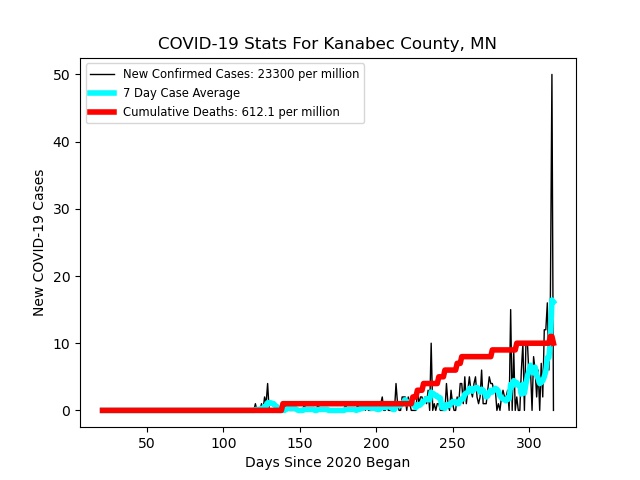 COVID-19 Stats For Kanabec County, MN
New Confirmed Cases: 23300 per million
7 Day Case Average
Cumulative Deaths: 612.1 per million
New COVID-19 Cases
50
40
30
20
10
0
50 100 150 200 250 300
Days Since 2020 Began